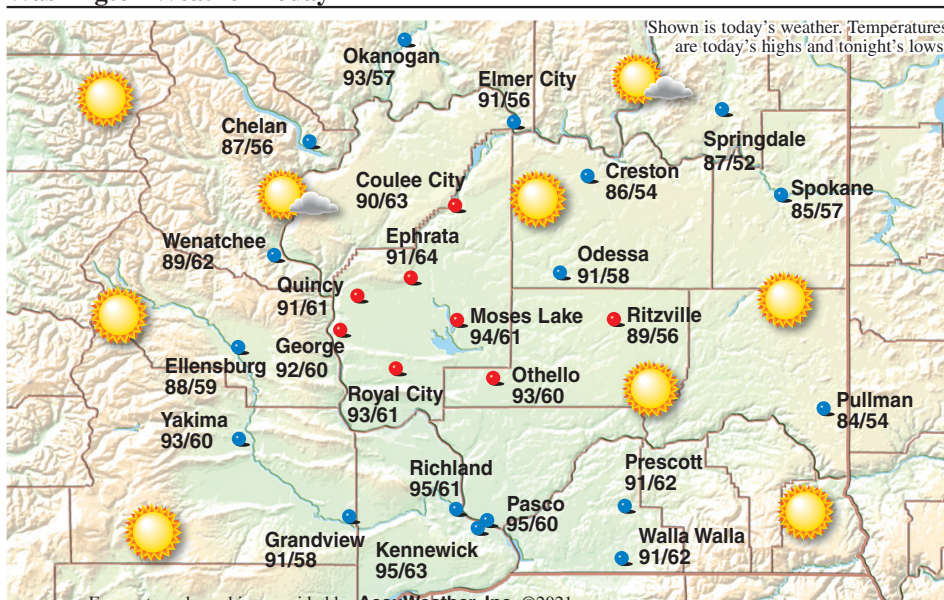 Shown is today's weather. Temperatures
are today's highs and tonight's lows
Okanogan
93/57
Elmer City
91/56
Chelan
87/56
Springdale
87/52
Coulee City
90/63
Creston
86/54
Spokane
85/57
Wenatchee
89/62
Ephrata
91/64
Odessa
91/58
Quincy
91/61
Moses Lake
94/61
Ritzville
89/56
George
92/60
Ellensburg
88/59
Royal City
93/61
Othello
93/60
Pullman
84/54
Yakima
93/60
Richland
95/61
Prescott
91/62
Pasco
95/60
Grandview
91/58
Kennewick
95/63
Walla Walla
91/62
AccuWeather, Inc. ©2021